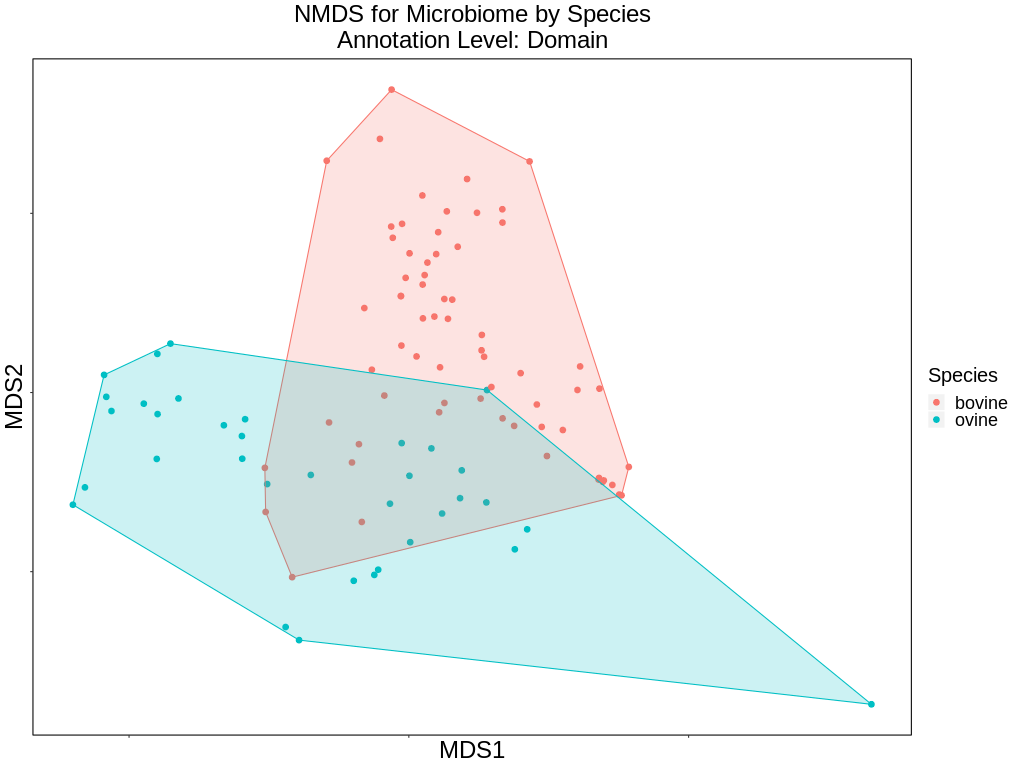 NMDS for Microbiome by Species
Annotation Level: Domain
MDS2
MDS1
Species
bovine
ovine